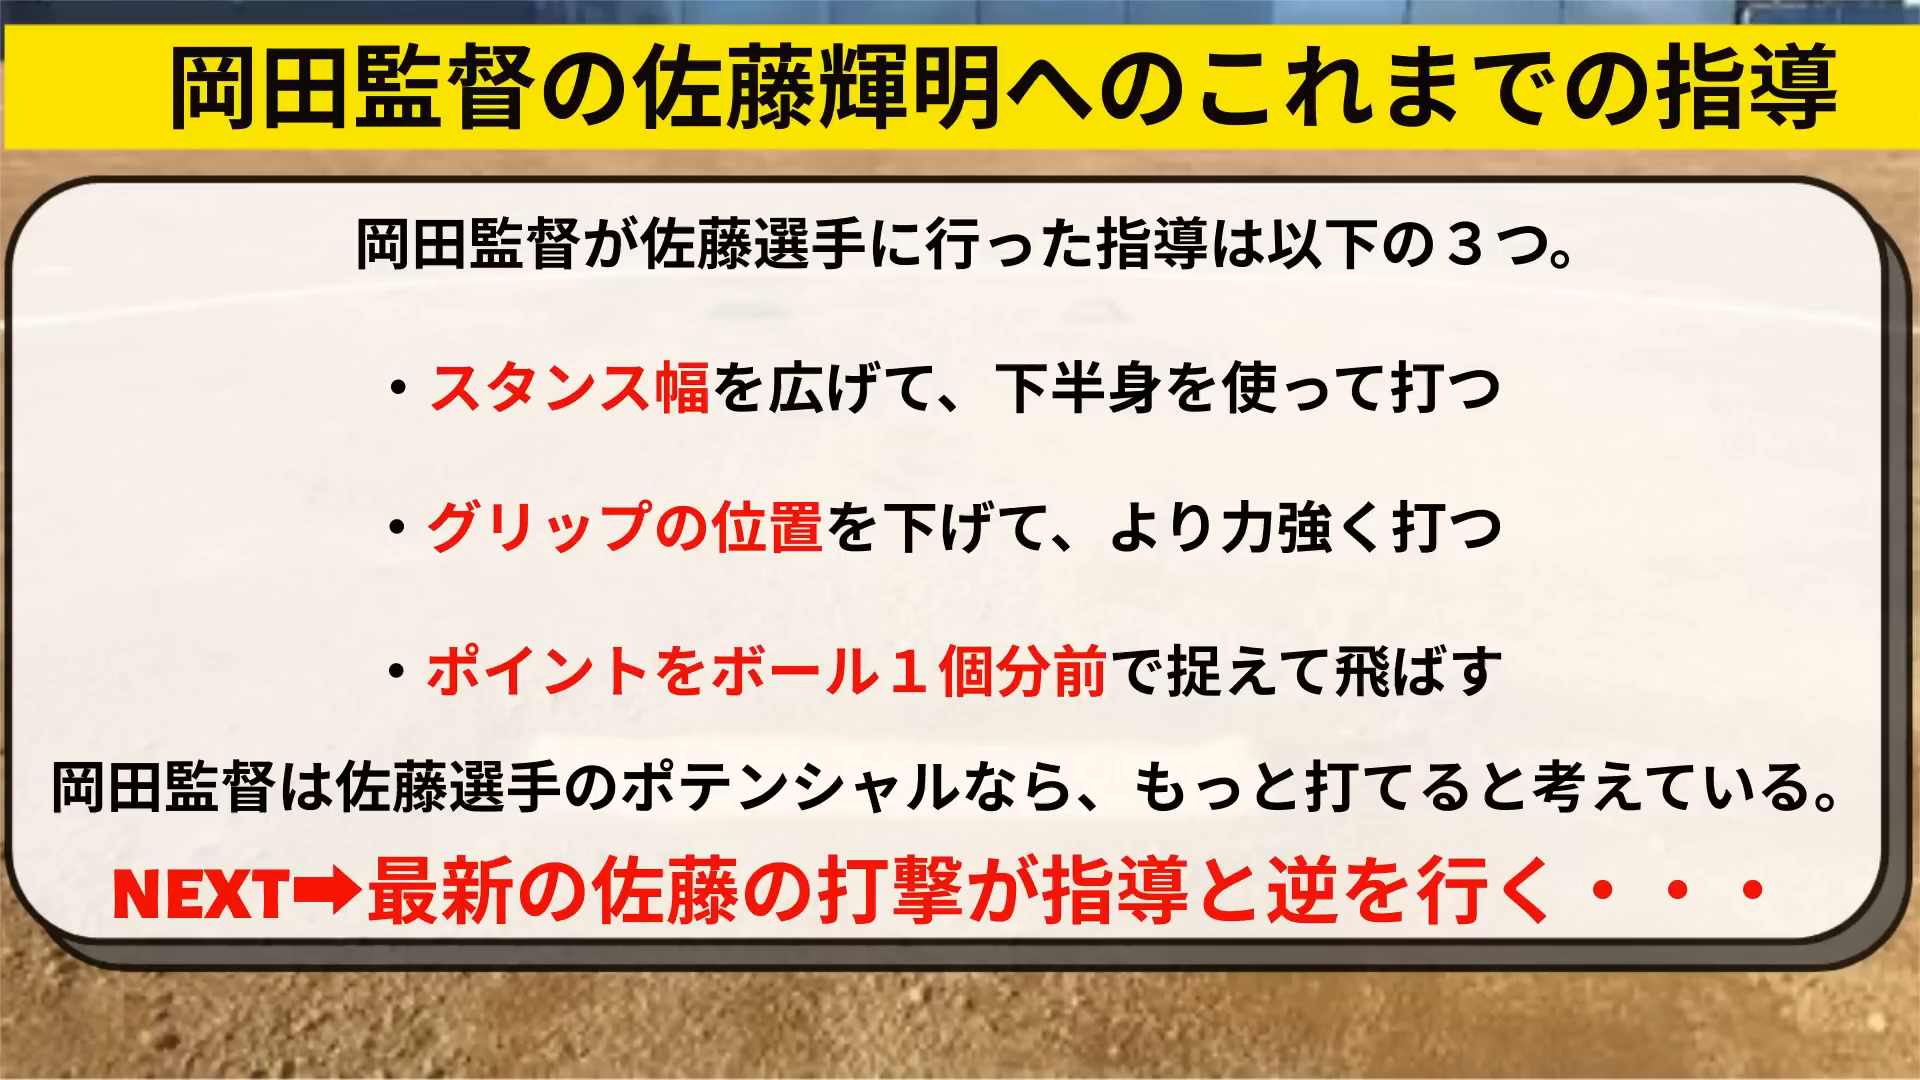 岡田監督の佐藤輝明へのこれまでの指導
岡田監督が佐藤選手に行った指導は以下の３つ。
・スタンス幅を広げて、下半身を使って打つ
・グリップの位置を下げて、より力強く打つ
・ポイントをボール１個分前で捉えて飛ばす
岡田監督は佐藤選手のポテンシャルなら、もっと打てると考えている。
NEXT➡最新の佐藤の打撃が指導と逆を行く・・・